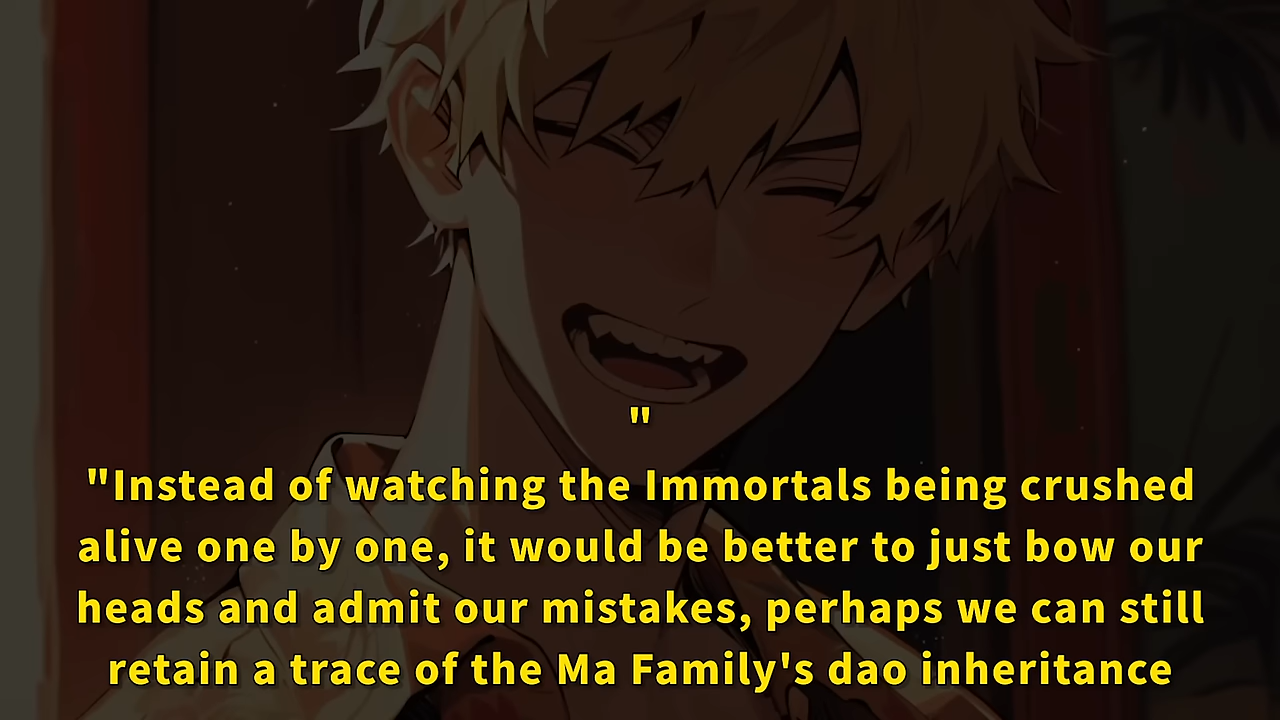 "
"Instead of watching the Immortals being crushed
alive one by one, it would be better to just bow our
heads and admit our mistakes, perhaps we can still
retain a trace of the Ma Family's dao inheritance